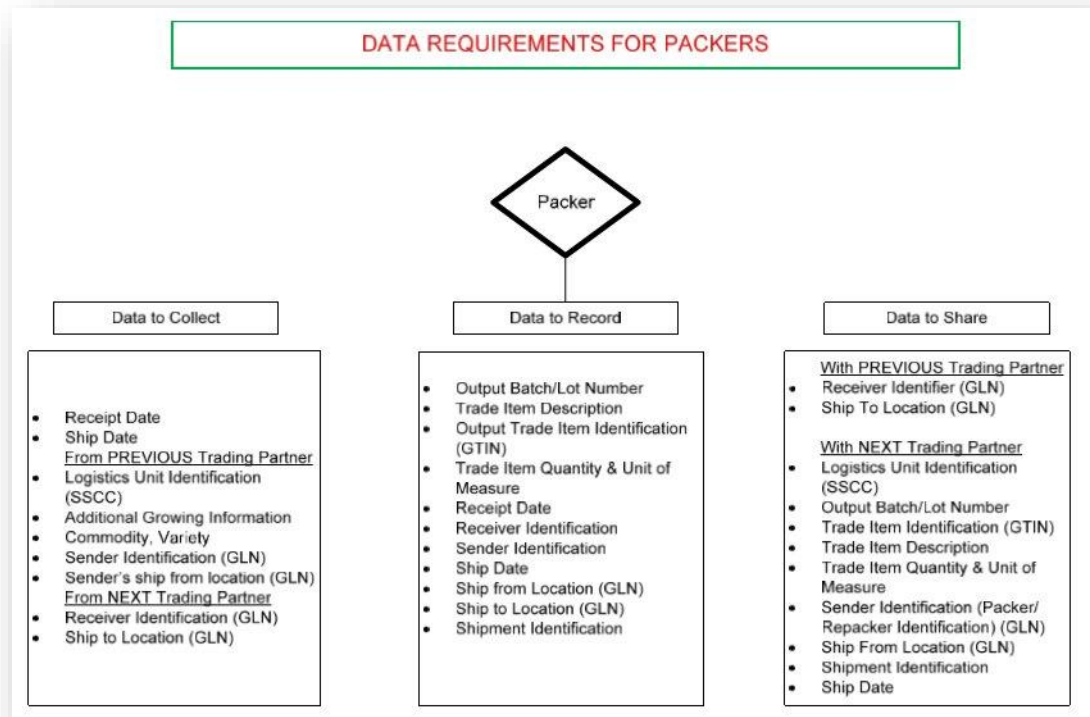 DATA REQUIREMENTS FOR PACKERS
Packer
Data to Collect
• Receipt Date
• Ship Date
From PREVIOUS Trading Partner
• Logistics Unit Identification
(SSCC)
• Additional Growing Information
• Commodity, Variety
• Sender Identification (GLN)
• Sender's ship from location (GLN)
From NEXT Trading Partner
• Receiver Identification (GLN)
• Ship to Location (GLN)
Data to Record
• Output Batch/Lot Number
• Trade Item Description
• Output Trade Item Identification
(GTIN)
• Trade Item Quantity & Unit of
Measure
• Receipt Date
• Receiver Identification
• Sender Identification
• Ship Date
• Ship from Location (GLN)
• Ship to Location (GLN)
• Shipment Identification
Data to Share
With PREVIOUS Trading Partner
• Receiver Identifier (GLN)
• Ship To Location (GLN)
With NEXT Trading Partner
• Logistics Unit Identification
(SSCC)
• Output Batch/Lot Number
• Trade Item Identification (GTIN)
• Trade Item Description
• Trade Item Quantity & Unit of
Measure
• Sender Identification (Packer/
Repacker Identification) (GLN)
• Ship From Location (GLN)
• Shipment Identification
• Ship Date